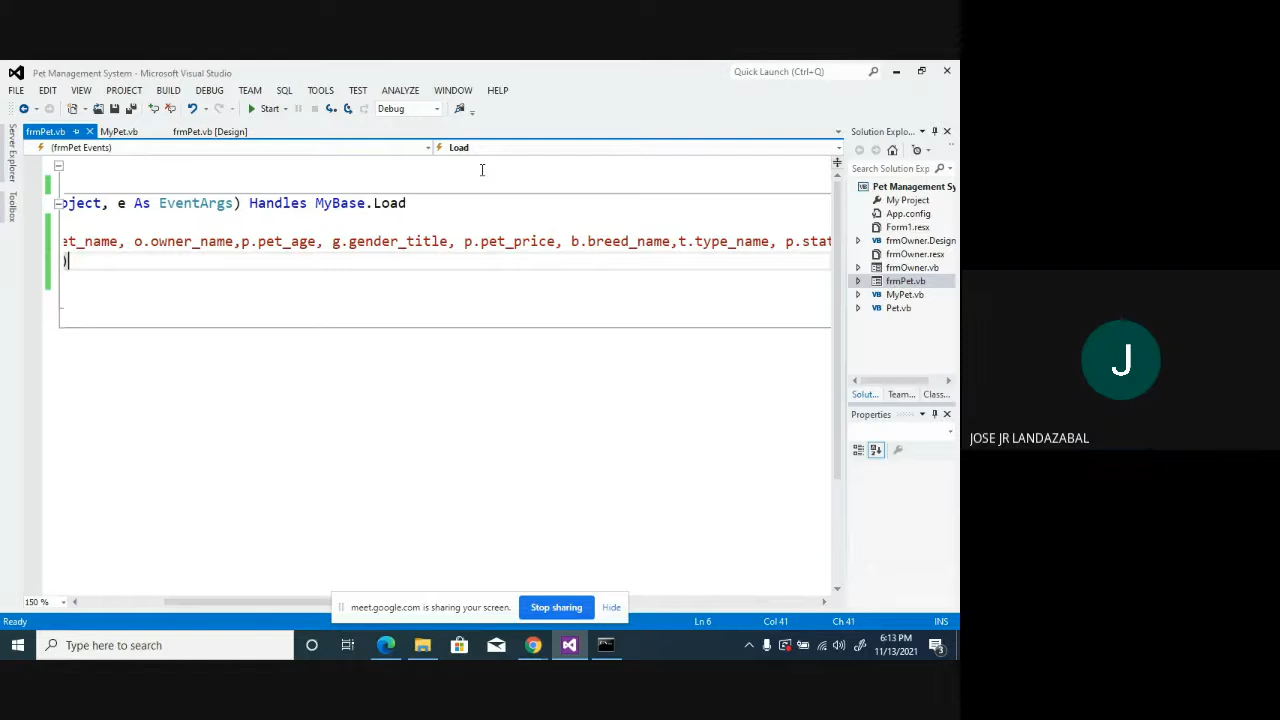 Pet Management System - Microsoft Visual Studio
Quick Launch (Ctrl+Q)
FILE EDIT VIEW PROJECT BUILD DEBUG TEAM SQL TOOLS TEST ANALYZE WINDOW HELP
Start Debug
frmPet.vb MyPet.vb frmPet.vb [Design]
(frmPet Events) Load
Server Explorer
Toolbox
oject, e As EventArgs) Handles MyBase.Load
et_name, o.owner_name,p.pet_age, g.gender_title, p.pet_price, b.breed_name,t.type_name, p.stat
)
Solution Explo...
Search Solution Exp
Pet Management Sy
My Project
App.config
Form1.resx
frmOwner.Design
frmOwner.resx
frmOwner.vb
frmPet.vb
MyPet.vb
Pet.vb
Solut... Team... Class...
Properties
J
JOSE JR LANDAZABAL
150 %
meet.google.com is sharing your screen. Stop sharing Hide
Ready Ln 6 Col 41 Ch 41 INS
Type here to search
6:13 PM
11/13/2021
3